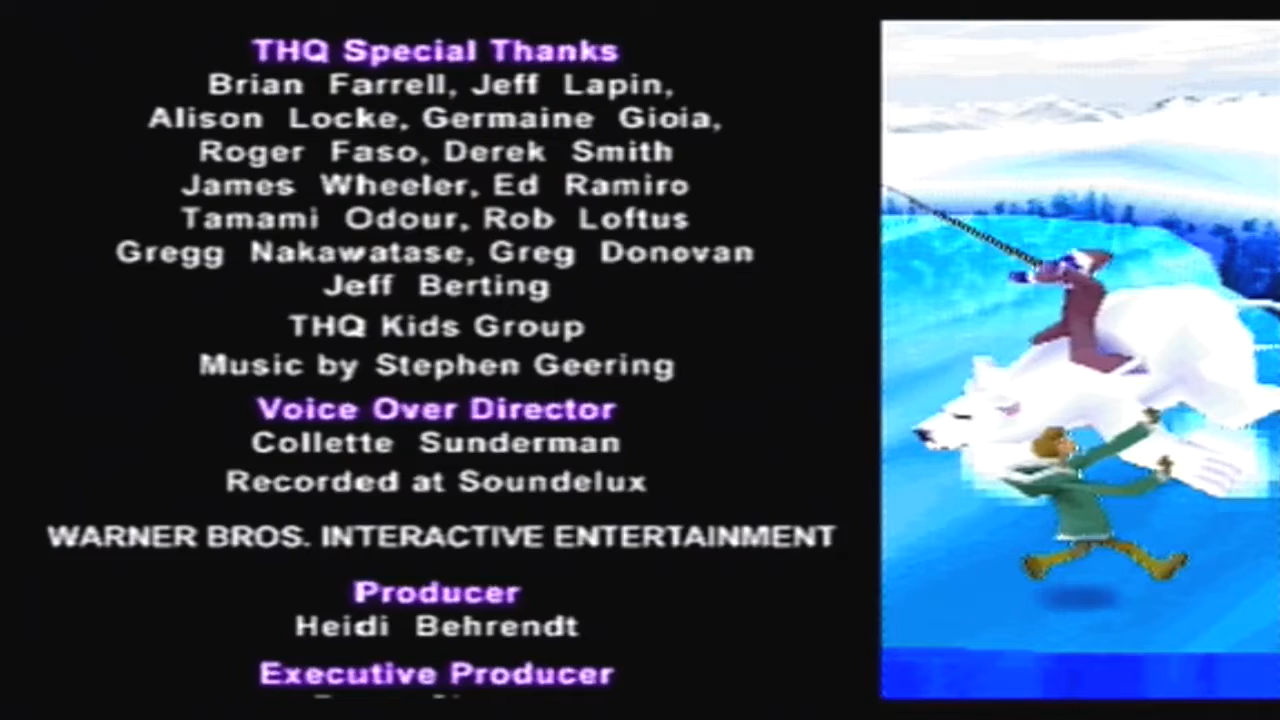 THQ Special Thanks
Brian Farrell, Jeff Lapin,
Alison Locke, Germaine Gioia,
Roger Faso, Derek Smith
James Wheeler, Ed Ramiro
Tamami Odour, Rob Loftus
Gregg Nakawatase, Greg Donovan
Jeff Berting
THQ Kids Group
Music by Stephen Geering
Voice Over Director
Collette Sunderman
Recorded at Soundelux
WARNER BROS. INTERACTIVE ENTERTAINMENT
Producer
Heidi Behrendt
Executive Producer